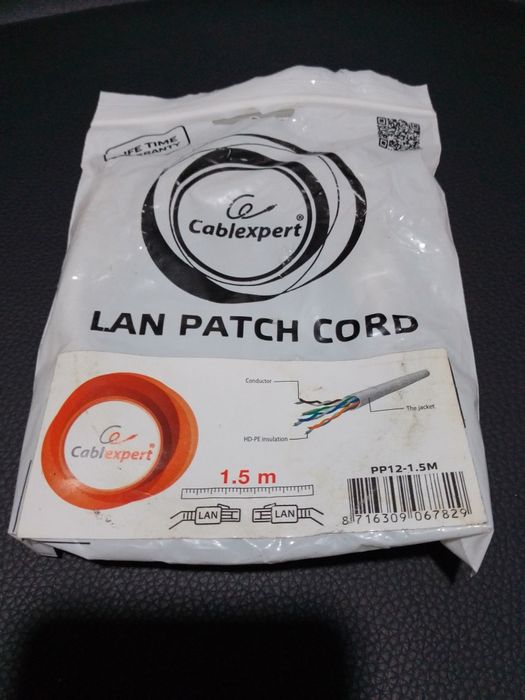 LIFE TIME
WARRANTY
Cablexpert®
LAN PATCH CORD
Conductor
The jacket
HD-PE insulation
Cablexpert®
PP12-1.5M
1.5 m
LAN LAN
8 716309 067829